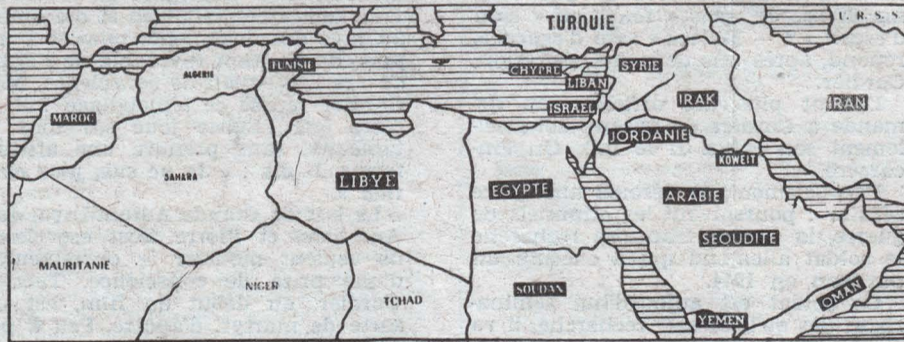 TURQUIE
U. R. S. S.
ALGERIE
TUNISIE
CHYPRE
SYRIE
LIBAN
MAROC
ISRAEL
IRAK
IRAN
JORDANIE
KOWEIT
SAHARA
LIBYE
EGYPTE
ARABIE
SEOUDITE
MAURITANIE
NIGER
TCHAD
SOUDAN
OMAN
YEMEN